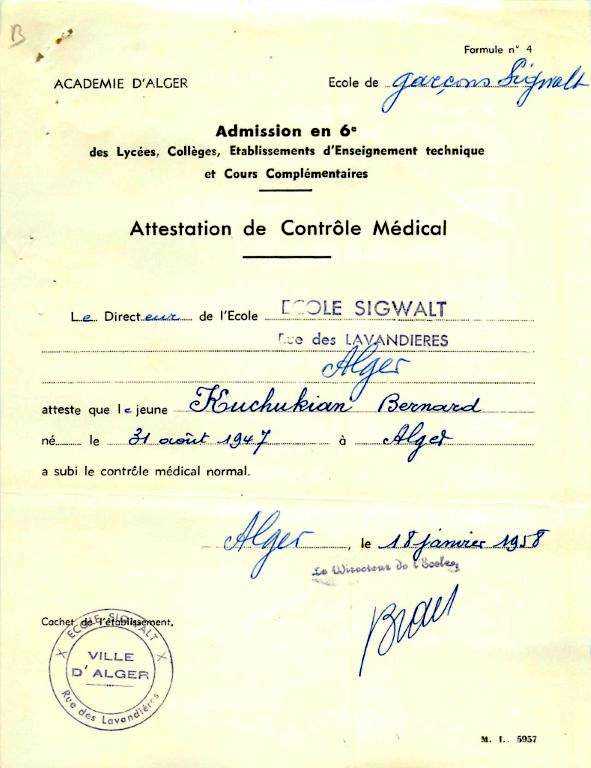 B
Formule n° 4
ACADEMIE D'ALGER
Ecole de garçons Sigwalt
Admission en 6e
des Lycées, Collèges, Etablissements d'Enseignement technique
et Cours Complémentaires
Attestation de Contrôle Médical
Le Directeur de l'Ecole ECOLE SIGWALT
Rue des LAVANDIERES
Alger
atteste que le jeune Kuchukian Bernard
né le 31 août 1947 à Alger
a subi le contrôle médical normal.
Alger, le 18 janvier 1958
Le Directeur de l'Ecole,
Cachet de l'établissement,
ECOLE SIGWALT
VILLE
D'ALGER
Rue des Lavandières
M. I. 5957